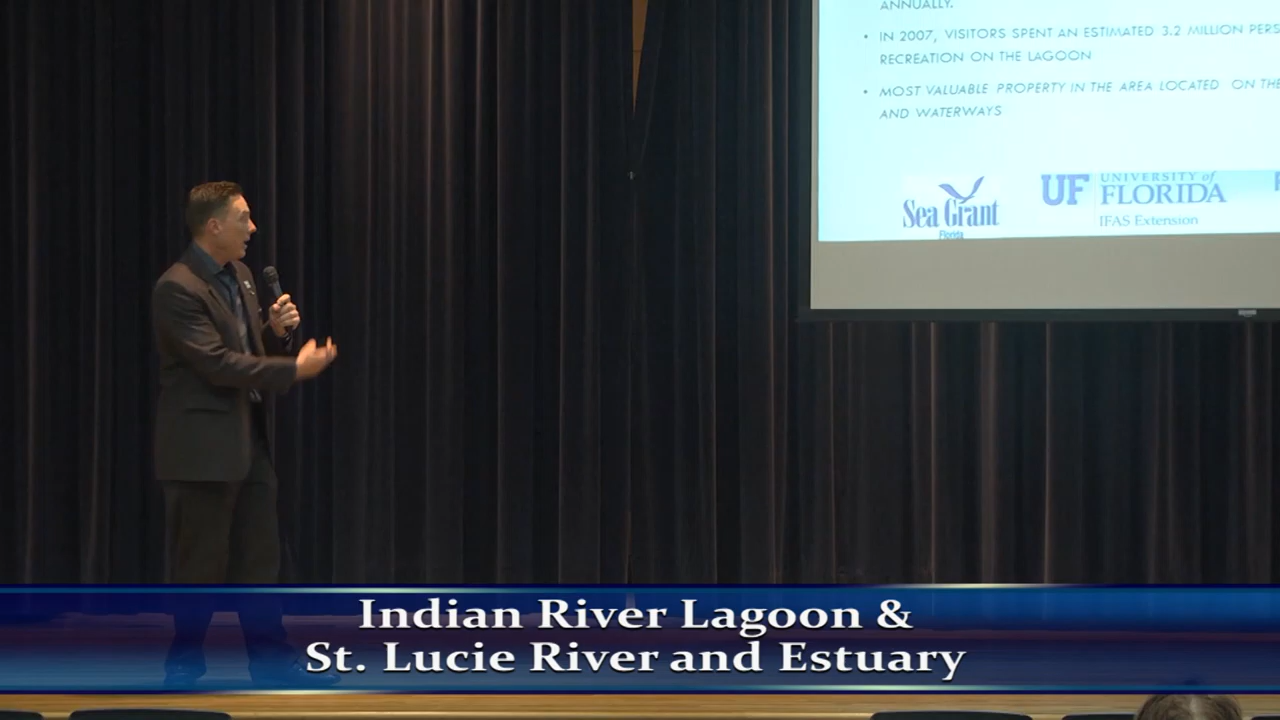 ANNUALLY.
• IN 2007, VISITORS SPENT AN ESTIMATED 3.2 MILLION
RECREATION ON THE LAGOON
• MOST VALUABLE PROPERTY IN THE AREA LOCATED ON THE
AND WATERWAYS
Sea Grant
Florida
UF UNIVERSITY of
FLORIDA
IFAS Extension
Indian River Lagoon &
St. Lucie River and Estuary